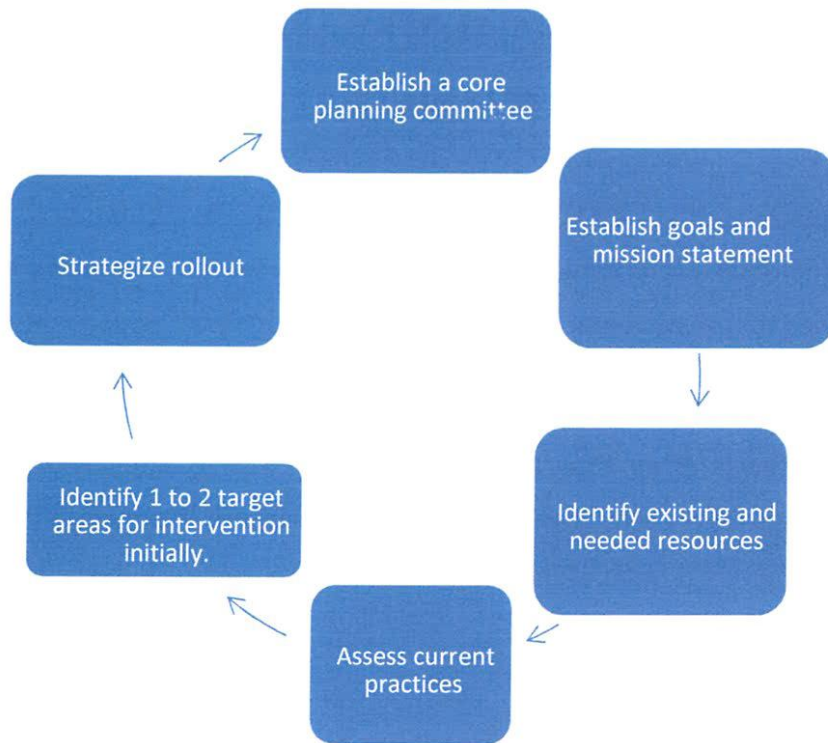 Establish a core
planning committee
Establish goals and
mission statement
Identify existing and
needed resources
Assess current
practices
Identify 1 to 2 target
areas for intervention
initially.
Strategize rollout